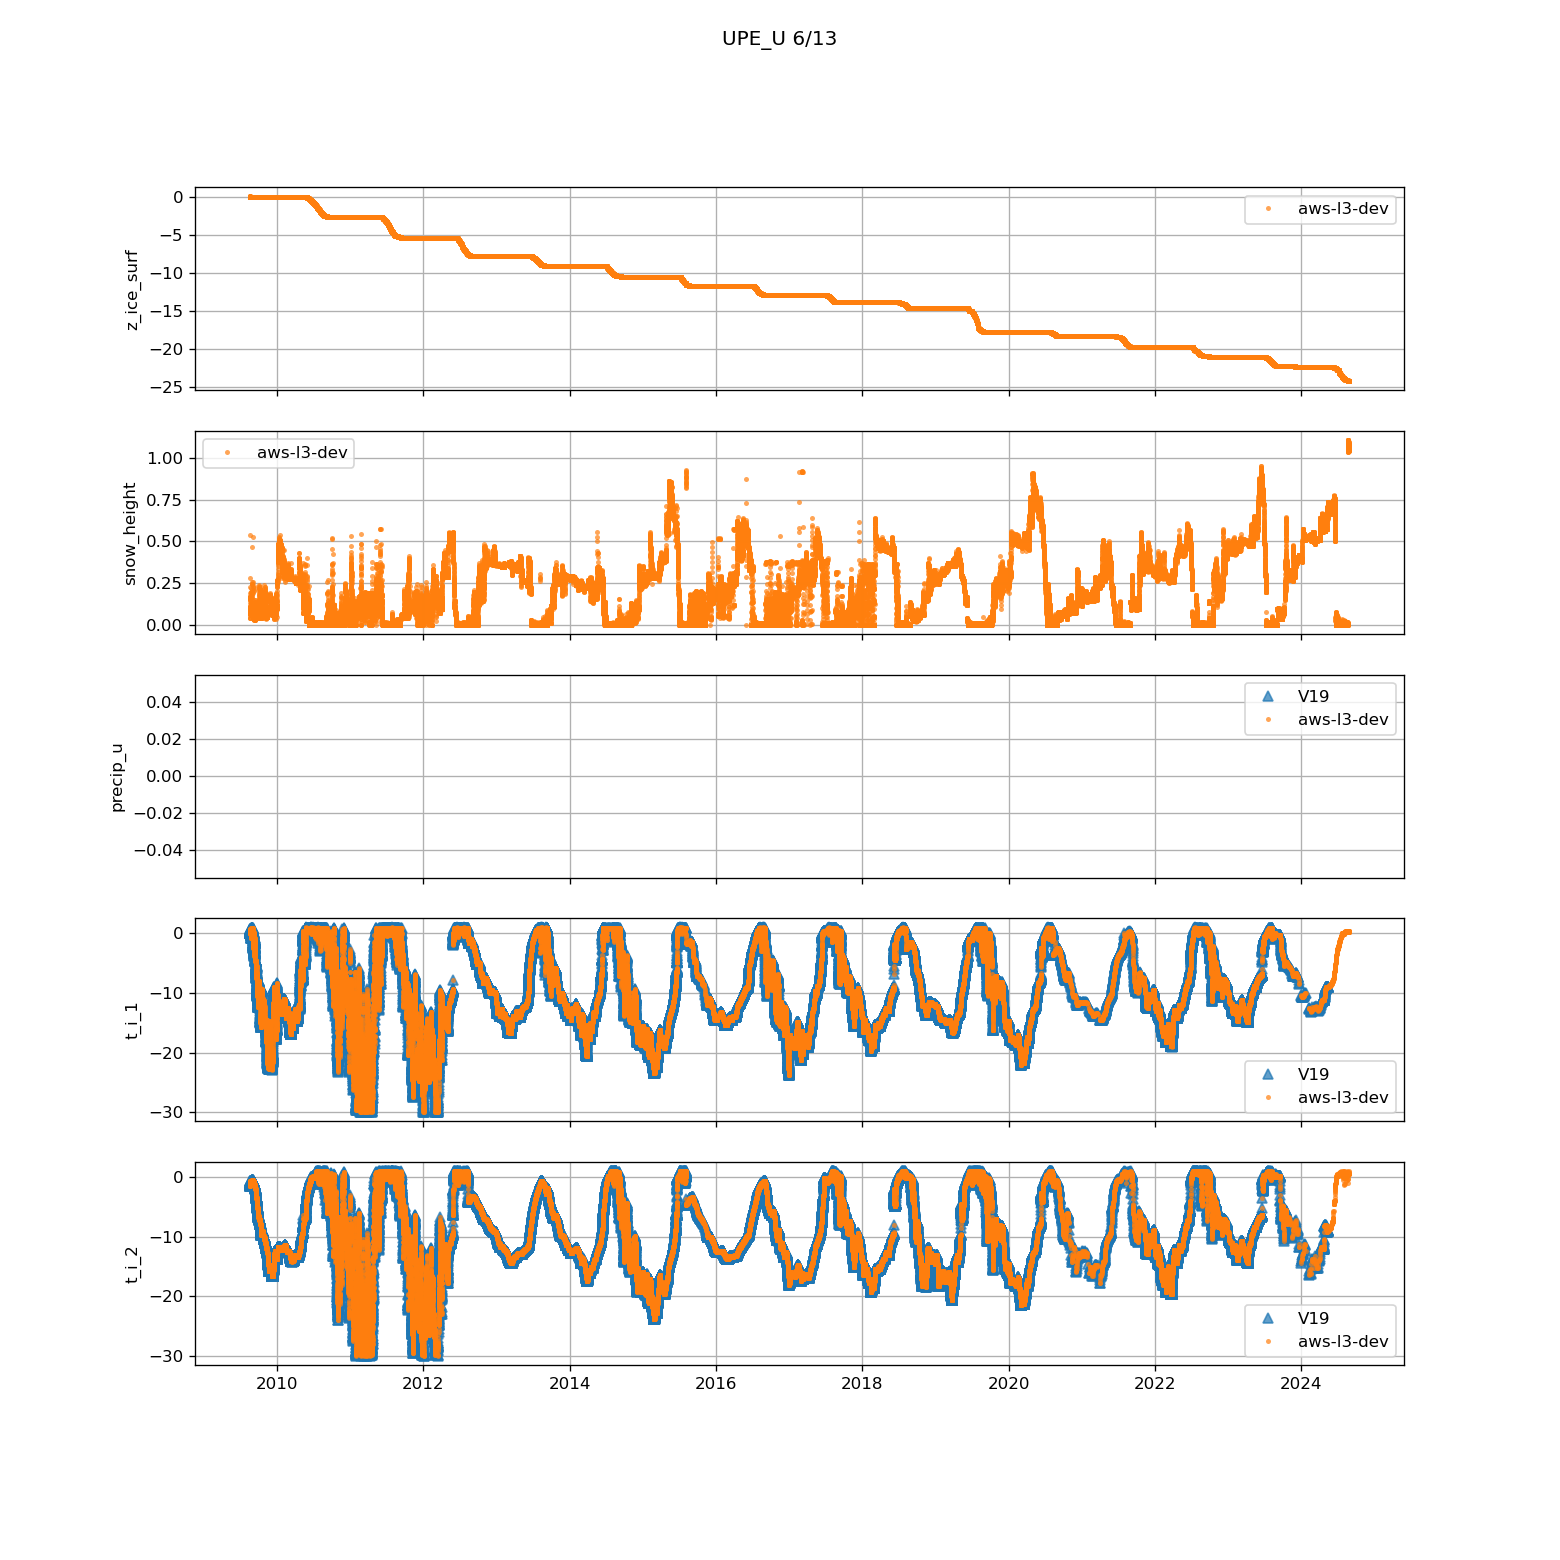 UPE_U 6/13
0
−5
−10
−15
−20
−25
z_ice_surf
aws-l3-dev
1.00
0.75
0.50
0.25
0.00
snow_height
aws-l3-dev
0.04
0.02
0.00
−0.02
−0.04
precip_u
V19
aws-l3-dev
0
−10
−20
−30
t_i_1
V19
aws-l3-dev
0
−10
−20
−30
t_i_2
V19
aws-l3-dev
2010 2012 2014 2016 2018 2020 2022 2024